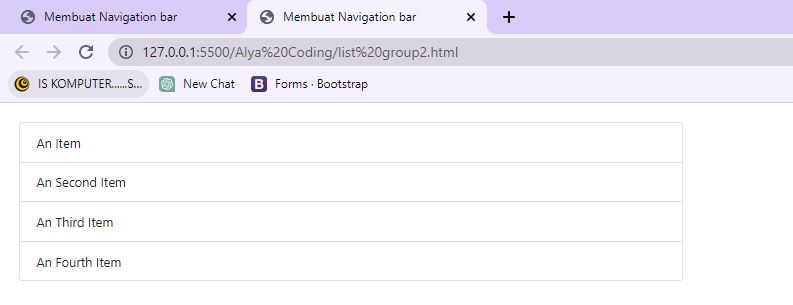 Membuat Navigation bar
Membuat Navigation bar
127.0.0.1:5500/Alya%20Coding/list%20group2.html
IS KOMPUTER......S... New Chat Forms · Bootstrap
An Item
An Second Item
An Third Item
An Fourth Item